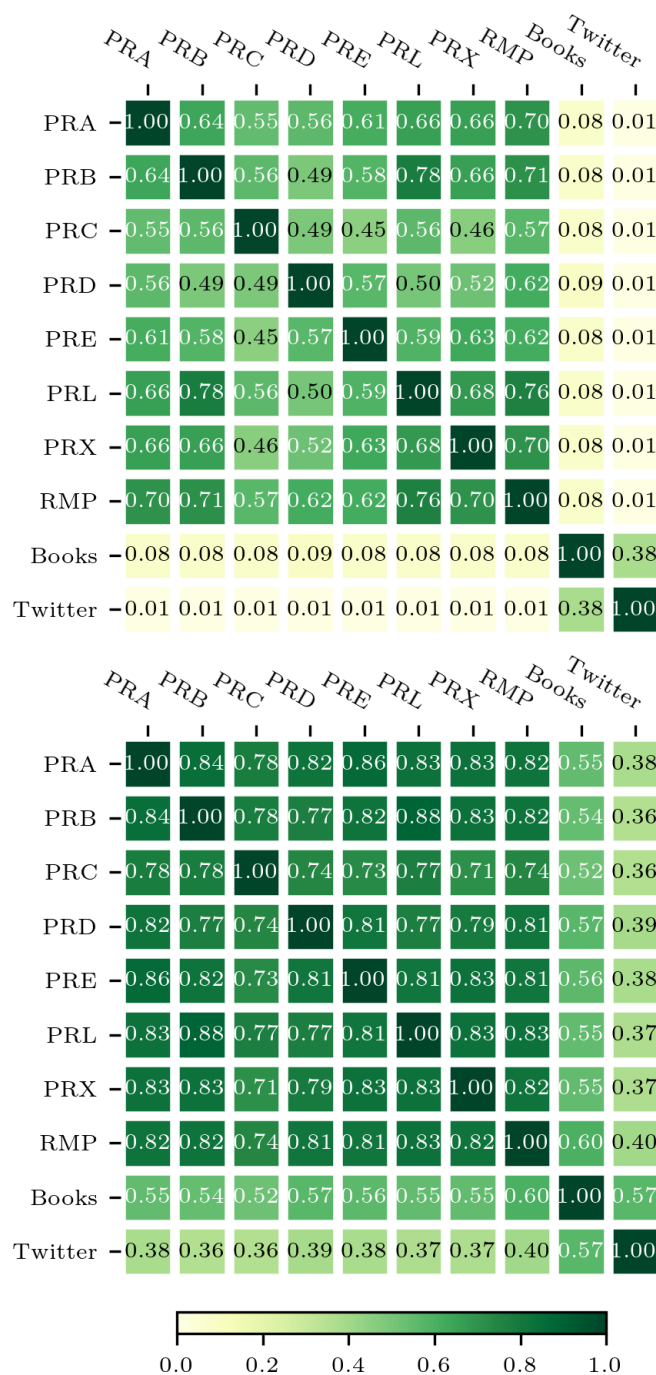 PRA PRB PRC PRD PRE PRL PRX RMP Books Twitter
PRA 1.00 0.64 0.55 0.56 0.61 0.66 0.66 0.70 0.08 0.01
PRB 0.64 1.00 0.56 0.49 0.58 0.78 0.66 0.71 0.08 0.01
PRC 0.55 0.56 1.00 0.49 0.45 0.56 0.46 0.57 0.08 0.01
PRD 0.56 0.49 0.49 1.00 0.57 0.50 0.52 0.62 0.09 0.01
PRE 0.61 0.58 0.45 0.57 1.00 0.59 0.63 0.62 0.08 0.01
PRL 0.66 0.78 0.56 0.50 0.59 1.00 0.68 0.76 0.08 0.01
PRX 0.66 0.66 0.46 0.52 0.63 0.68 1.00 0.70 0.08 0.01
RMP 0.70 0.71 0.57 0.62 0.62 0.76 0.70 1.00 0.08 0.01
Books 0.08 0.08 0.08 0.09 0.08 0.08 0.08 0.08 1.00 0.38
Twitter 0.01 0.01 0.01 0.01 0.01 0.01 0.01 0.01 0.38 1.00
PRA PRB PRC PRD PRE PRL PRX RMP Books Twitter
PRA 1.00 0.84 0.78 0.82 0.86 0.83 0.83 0.82 0.55 0.38
PRB 0.84 1.00 0.78 0.77 0.82 0.88 0.83 0.82 0.54 0.36
PRC 0.78 0.78 1.00 0.74 0.73 0.77 0.71 0.74 0.52 0.36
PRD 0.82 0.77 0.74 1.00 0.81 0.77 0.79 0.81 0.57 0.39
PRE 0.86 0.82 0.73 0.81 1.00 0.81 0.83 0.81 0.56 0.38
PRL 0.83 0.88 0.77 0.77 0.81 1.00 0.83 0.83 0.55 0.37
PRX 0.83 0.83 0.71 0.79 0.83 0.83 1.00 0.82 0.55 0.37
RMP 0.82 0.82 0.74 0.81 0.81 0.83 0.82 1.00 0.60 0.40
Books 0.55 0.54 0.52 0.57 0.56 0.55 0.55 0.60 1.00 0.57
Twitter 0.38 0.36 0.36 0.39 0.38 0.37 0.37 0.40 0.57 1.00
0.0 0.2 0.4 0.6 0.8 1.0